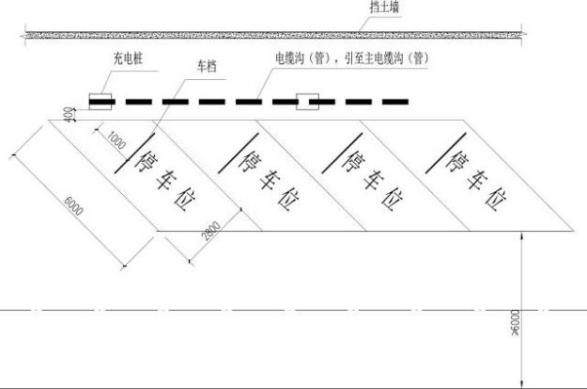 挡土墙
充电桩
车档
电缆沟（管），引至主电缆沟（管）
400
1000
停车位
停车位
停车位
停车位
6000
2800
≥6000